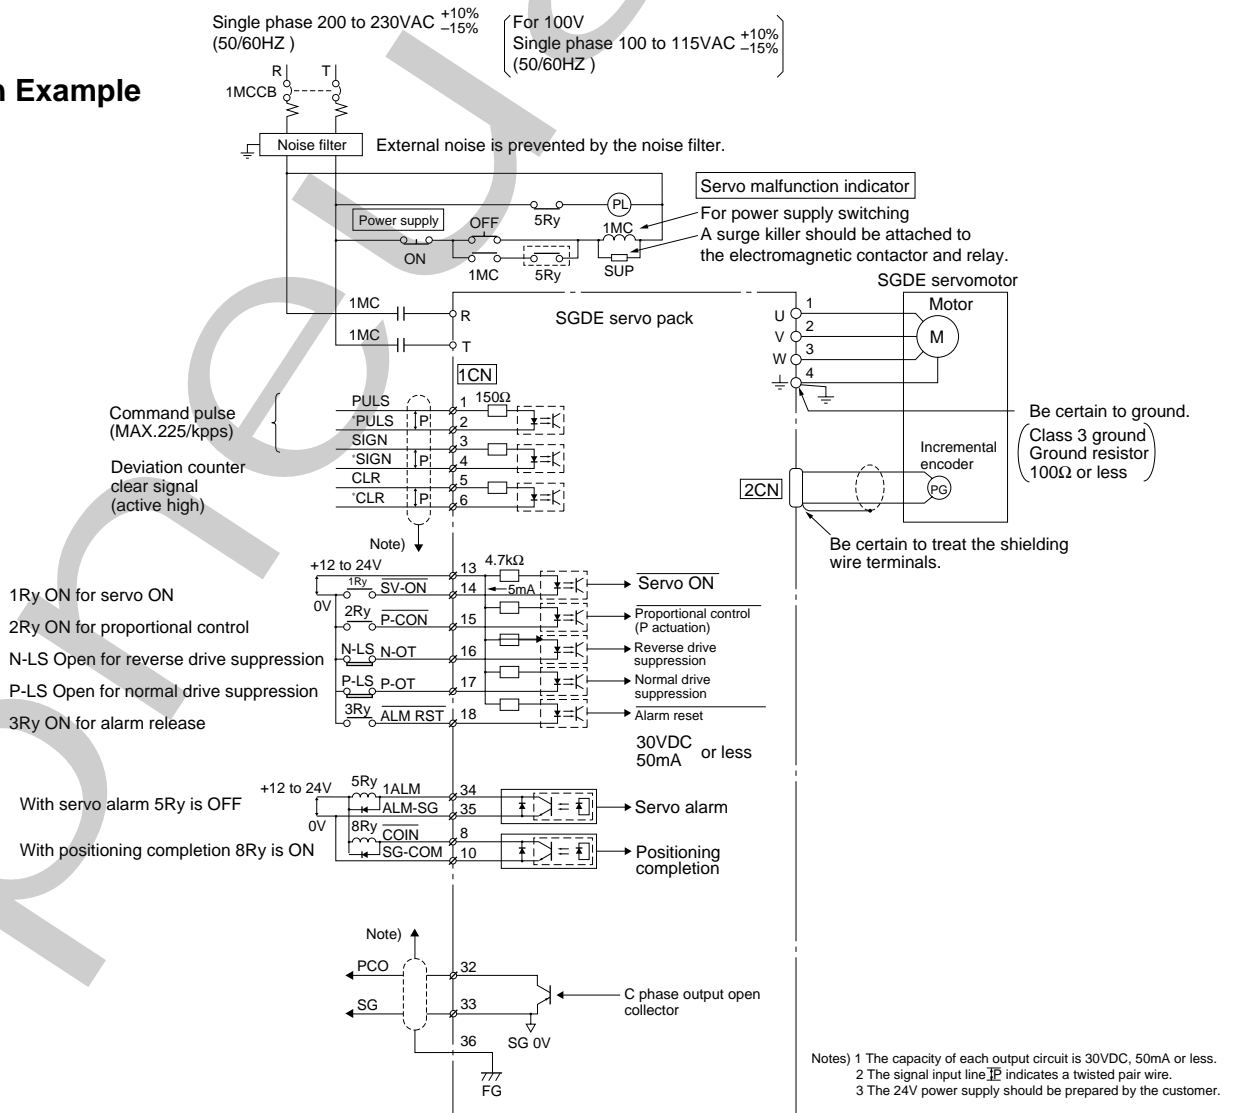 Single phase 200 to 230VAC +10% –15%
(50/60HZ )
For 100V
Single phase 100 to 115VAC +10% –15%
(50/60HZ )
n Example
R T
1MCCB
Noise filter
External noise is prevented by the noise filter.
Servo malfunction indicator
PL
5Ry
For power supply switching
Power supply
OFF
1MC
A surge killer should be attached to
the electromagnetic contactor and relay.
ON
1MC
5Ry
SUP
SGDE servomotor
1MC
R
SGDE servo pack
U 1
Motor
1MC
T
V 2
M
W 3
4
1CN
PULS 1 150Ω
Command pulse
(MAX.225/kpps)
*PULS P 2
SIGN 3
*SIGN P 4
Deviation counter
clear signal
(active high)
CLR 5
*CLR P 6
Be certain to ground.
Class 3 ground
Ground resistor
100Ω or less
Incremental
encoder
2CN
PG
Be certain to treat the shielding
wire terminals.
Note)
+12 to 24V 13 4.7kΩ
1Ry ON for servo ON
0V 1Ry SV-ON 14 5mA Servo ON
2Ry ON for proportional control
2Ry P-CON 15 Proportional control
(P actuation)
N-LS Open for reverse drive suppression
N-LS N-OT 16 Reverse drive
suppression
P-LS Open for normal drive suppression
P-LS P-OT 17 Normal drive
suppression
3Ry ON for alarm release
3Ry ALM RST 18 Alarm reset
30VDC
50mA or less
With servo alarm 5Ry is OFF
+12 to 24V 5Ry 1ALM 34
ALM-SG 35 Servo alarm
0V
With positioning completion 8Ry is ON
8Ry COIN 8
SG-COM 10 Positioning
completion
Note)
PCO 32
SG 33
C phase output open
collector
SG 0V
36
FG
Notes) 1 The capacity of each output circuit is 30VDC, 50mA or less.
2 The signal input line P indicates a twisted pair wire.
3 The 24V power supply should be prepared by the customer.